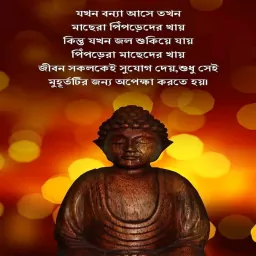 যখন বন্যা আসে তখন
মাছেরা পিঁপড়েদের খায়
কিন্তু যখন জল শুকিয়ে যায়
পিঁপড়েরা মাছেদের খায়
জীবন সকলকেই সুযোগ দেয়,শুধু সেই
মুহূর্তটির জন্য অপেক্ষা করতে হয়৷